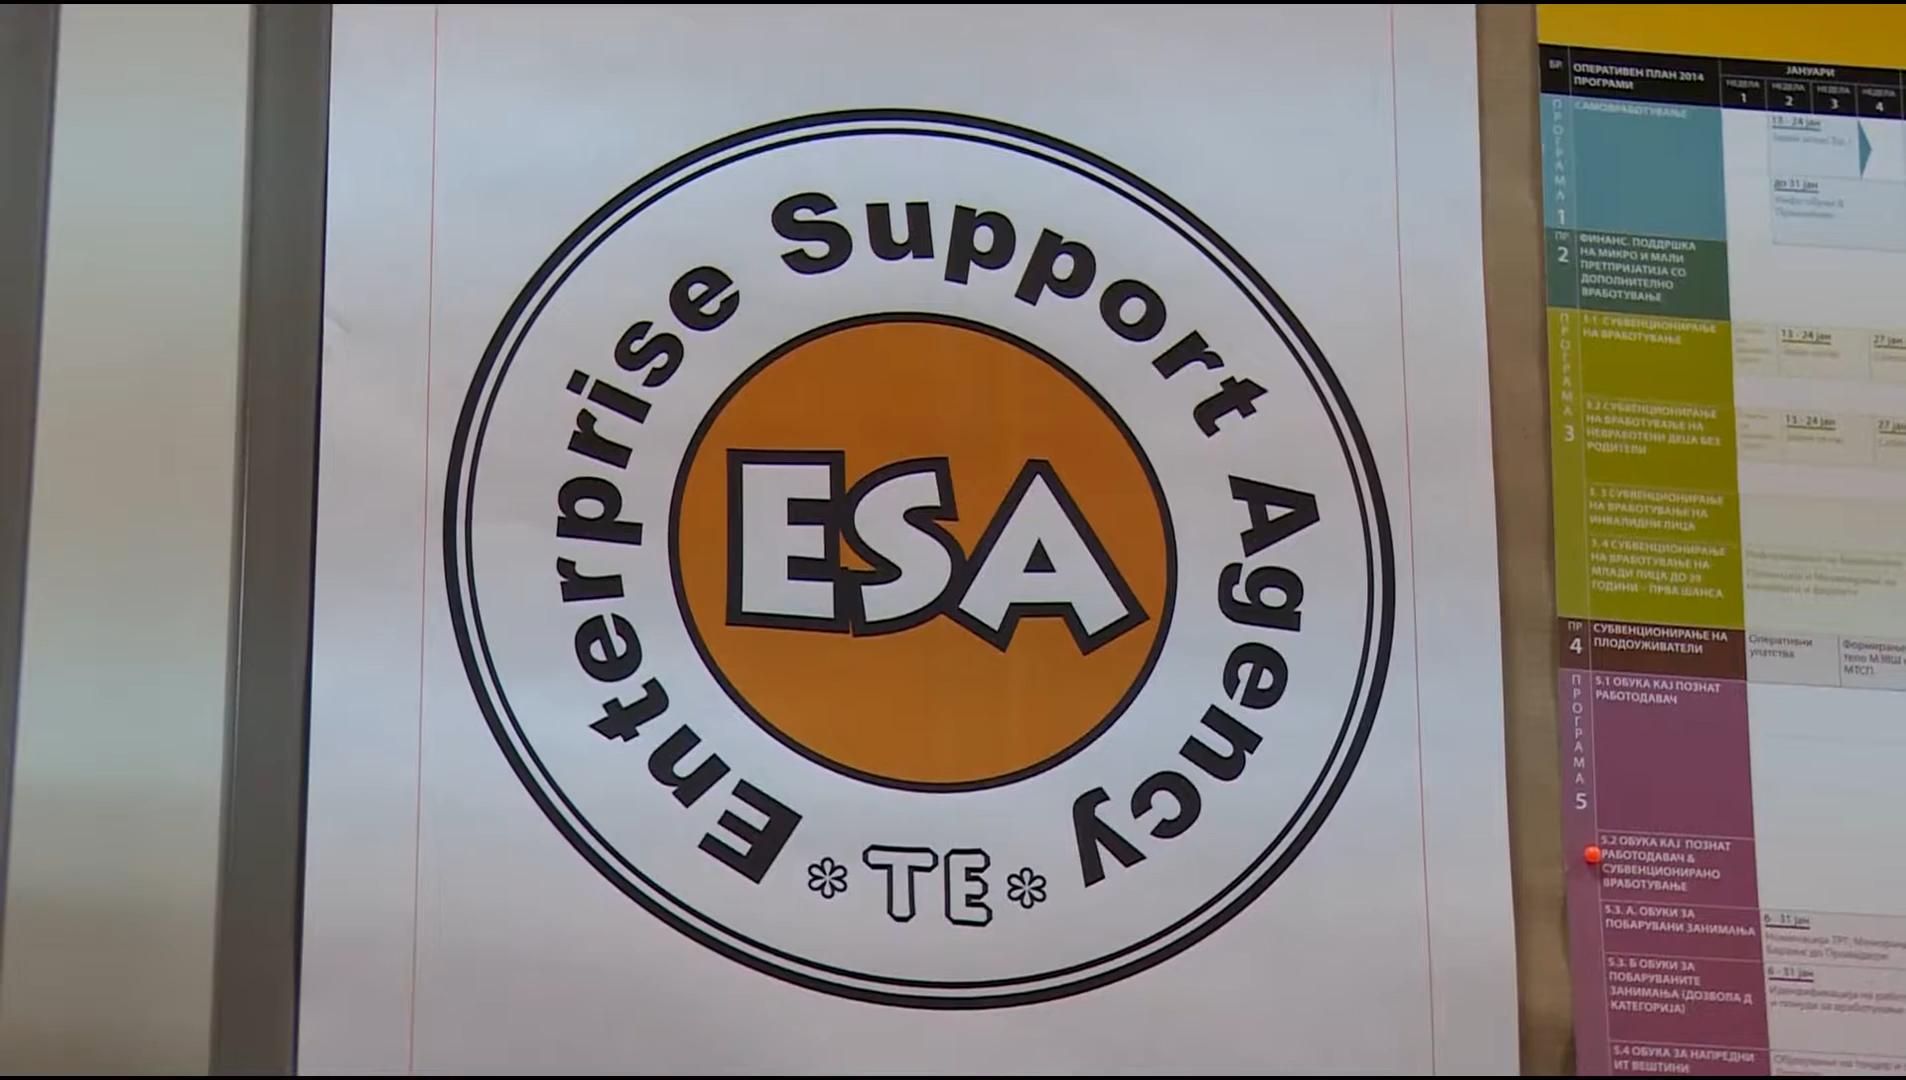 Enterprise Support Agency
ESA
* TE *
БР.
ОПЕРАТИВЕН ПЛАН 2014
ПРОГРАМИ
ЈАНУАРИ
НЕДЕЛА НЕДЕЛА НЕДЕЛА НЕДЕЛА
1 2 3 4
ПРОГРАМА 1
САМОВРАБОТУВАЊЕ
13 - 24 јан
до 31 јан
ПР 2
ФИНАНС. ПОДДРШКА
НА МИКРО И МАЛИ
ПРЕТПРИЈАТИЈА СО
ДОПОЛНИТЕЛНО
ВРАБОТУВАЊЕ
ПРОГРАМА 3
3.1 СУБВЕНЦИОНИРАЊЕ
НА ВРАБОТУВАЊЕ
13 - 24 јан
27 јан
3.2 СУБВЕНЦИОНИРАЊЕ
НА ВРАБОТУВАЊЕ НА
НЕВРАБОТЕНИ ДЕЦА БЕЗ
РОДИТЕЛИ
13 - 24 јан
27 јан
3. 3 СУБВЕНЦИОНИРАЊЕ
НА ВРАБОТУВАЊЕ НА
ИНВАЛИДНИ ЛИЦА
3. 4 СУБВЕНЦИОНИРАЊЕ
НА ВРАБОТУВАЊЕ НА
МЛАДИ ЛИЦА ДО 29
ГОДИНИ - ПРВА ШАНСА
ПР 4
СУБВЕНЦИОНИРАЊЕ НА
ПЛОДОУЖИВАТЕЛИ
Оперативни
упатства
Формирање
тело МЗШВ
МТСП
ПРОГРАМА 5
5.1 ОБУКА КАЈ ПОЗНАТ
РАБОТОДАВАЧ
5.2 ОБУКА КАЈ ПОЗНАТ
РАБОТОДАВАЧ &
СУБВЕНЦИОНИРАНО
ВРАБОТУВАЊЕ
5.3. А. ОБУКИ ЗА
ПОБАРУВАНИ ЗАНИМАЊА
6 - 31 јан
5.3. Б ОБУКИ ЗА
ПОБАРУВАНИТЕ
ЗАНИМАЊА (ДОЗВОЛА Д
КАТЕГОРИЈА)
6 - 31 јан
5.4 ОБУКА ЗА НАПРЕДНИ
ИТ ВЕШТИНИ